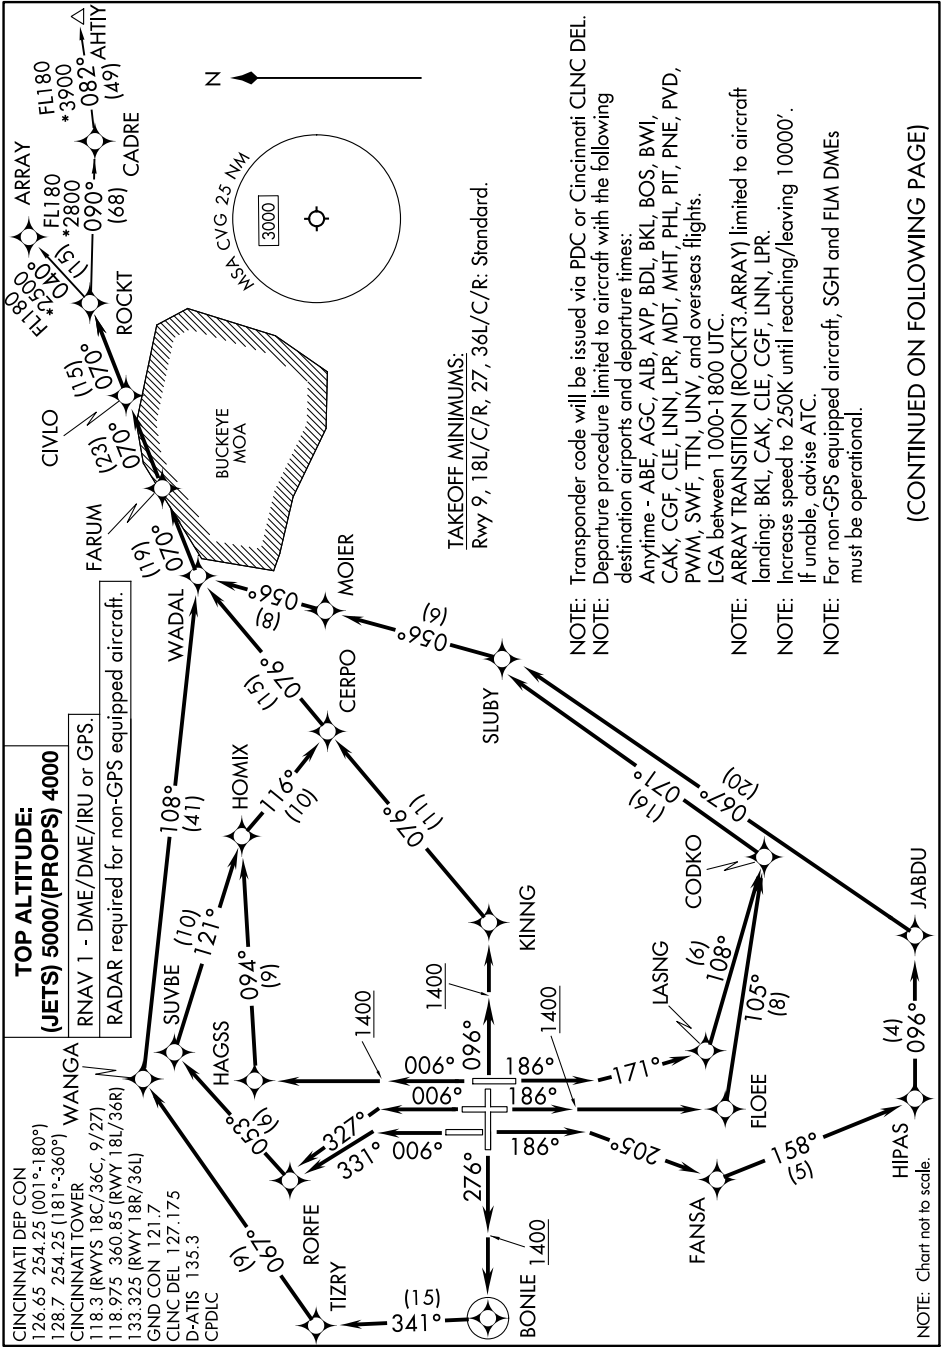 CINCINNATI DEP CON
126.65 254.25 (001°-180°)
128.7 254.25 (181°-360°)
CINCINNATI TOWER
118.3 (RWYS 18C/36C, 9/27)
118.975 360.85 (RWY 18L/36R)
133.325 (RWY 18R/36L)
GND CON 121.7
CLNC DEL 127.175
D-ATIS 135.3
CPDLC
TOP ALTITUDE:
(JETS) 5000/(PROPS) 4000
RNAV 1 - DME/DME/IRU or GPS.
RADAR required for non-GPS equipped aircraft.
WANGA
108°
(41)
WADAL
(19)
070°
FARUM
(23)
070°
CIVLO
(15)
070°
ROCKT
FL180
*2500
040°
(15)
ARRAY
FL180
*2800
090°
(68)
CADRE
FL180
*3900
082°
(49)
AHTIY
BUCKEYE
MOA
N
MSA CVG 25 NM
3000
SUVBE
(10)
121°
HOMIX
116°
(10)
HAGSS
094°
(9)
CERPO
(15)
076°
MOIER
056°
(8)
053°
(6)
RORFE
331°
327°
006°
006°
006°
1400
TIZRY
067°
(9)
341°
(15)
BONLE
276°
1400
096°
1400
KINNG
076°
(11)
186°
186°
186°
1400
171°
LASNG
(6)
108°
CODKO
105°
(8)
FLOEE
205°
FANSA
158°
(5)
HIPAS
(4)
096°
JABDU
067°
(20)
071°
(16)
SLUBY
056°
(6)
TAKEOFF MINIMUMS:
Rwy 9, 18L/C/R, 27, 36L/C/R: Standard.
NOTE: Transponder code will be issued via PDC or Cincinnati CLNC DEL.
NOTE: Departure procedure limited to aircraft with the following
destination airports and departure times:
Anytime - ABE, AGC, ALB, AVP, BDL, BKL, BOS, BWI,
CAK, CGF, CLE, LNN, LPR, MDT, MHT, PHL, PIT, PNE, PVD,
PWM, SWF, TTN, UNV, and overseas flights.
LGA between 1000-1800 UTC.
NOTE: ARRAY TRANSITION (ROCKT3.ARRAY) limited to aircraft
landing: BKL, CAK, CLE, CGF, LNN, LPR.
NOTE: Increase speed to 250K until reaching/leaving 10000'.
If unable, advise ATC.
NOTE: For non-GPS equipped aircraft, SGH and FLM DMEs
must be operational.
NOTE: Chart not to scale.
(CONTINUED ON FOLLOWING PAGE)